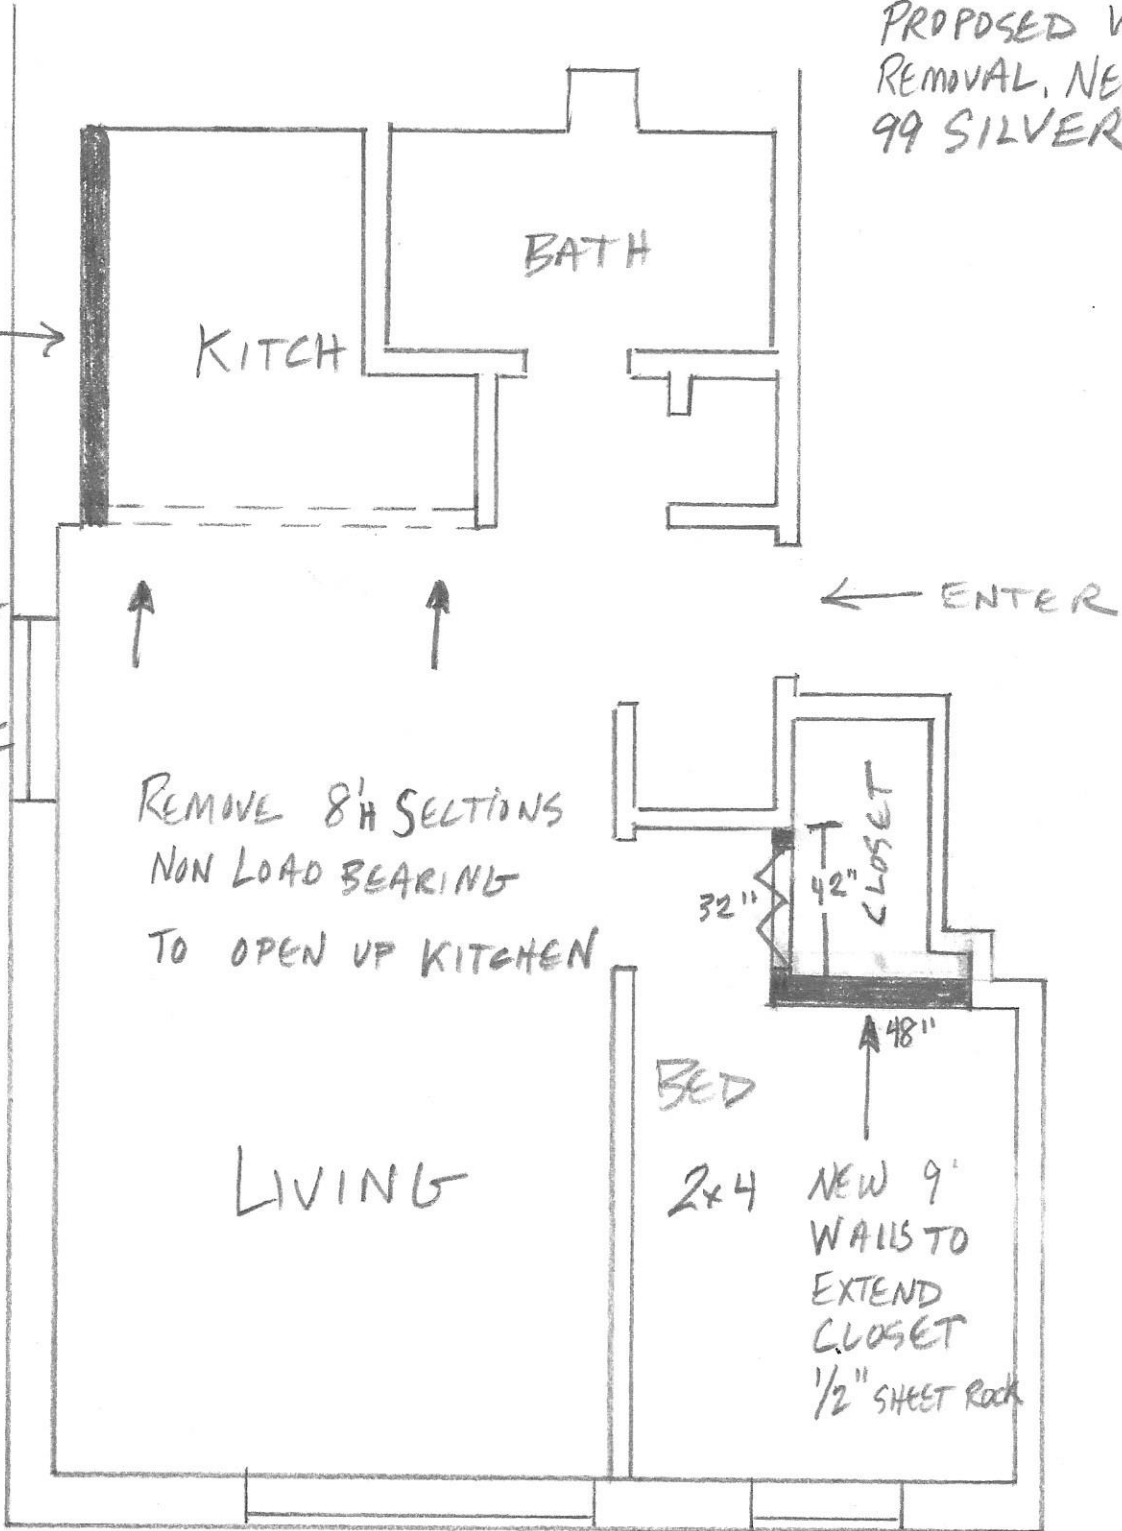 PROPOSED
REMOVAL, NE
99 SILVER
BATH
KITCH
ENTER
REMOVE 8'H SECTIONS
NON LOAD BEARING
TO OPEN UP KITCHEN
32"
42"
CLOSET
48"
BED
LIVING
2x4 NEW 9'
WALLS TO
EXTEND
CLOSET
1/2" SHEET ROCK